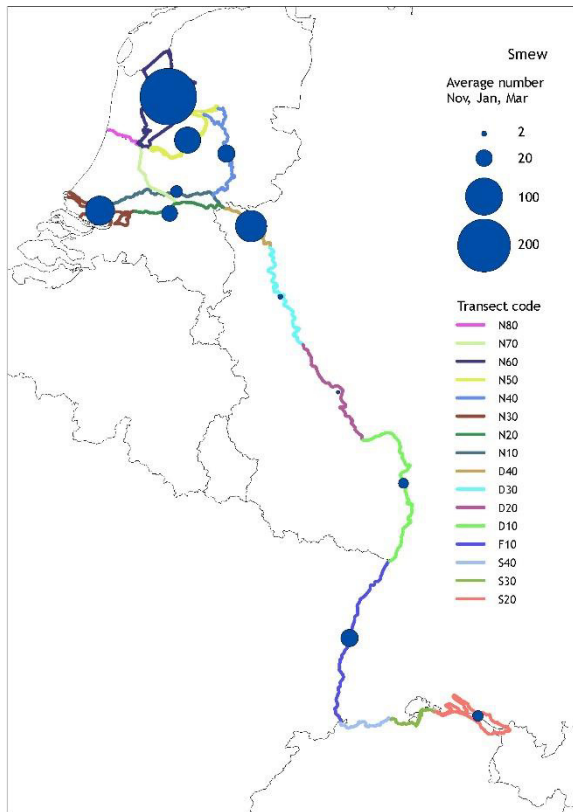 Smew
Average number
Nov, Jan, Mar
2
20
100
200
Transect code
N80
N70
N60
N50
N40
N30
N20
N10
D40
D30
D20
D10
F10
S40
S30
S20